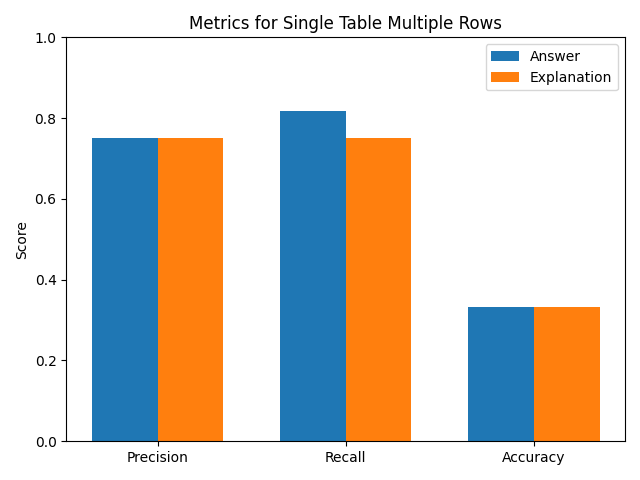 Metrics for Single Table Multiple Rows
1.0
Answer
Explanation
0.8
0.6
Score
0.4
0.2
0.0
Precision
Recall
Accuracy